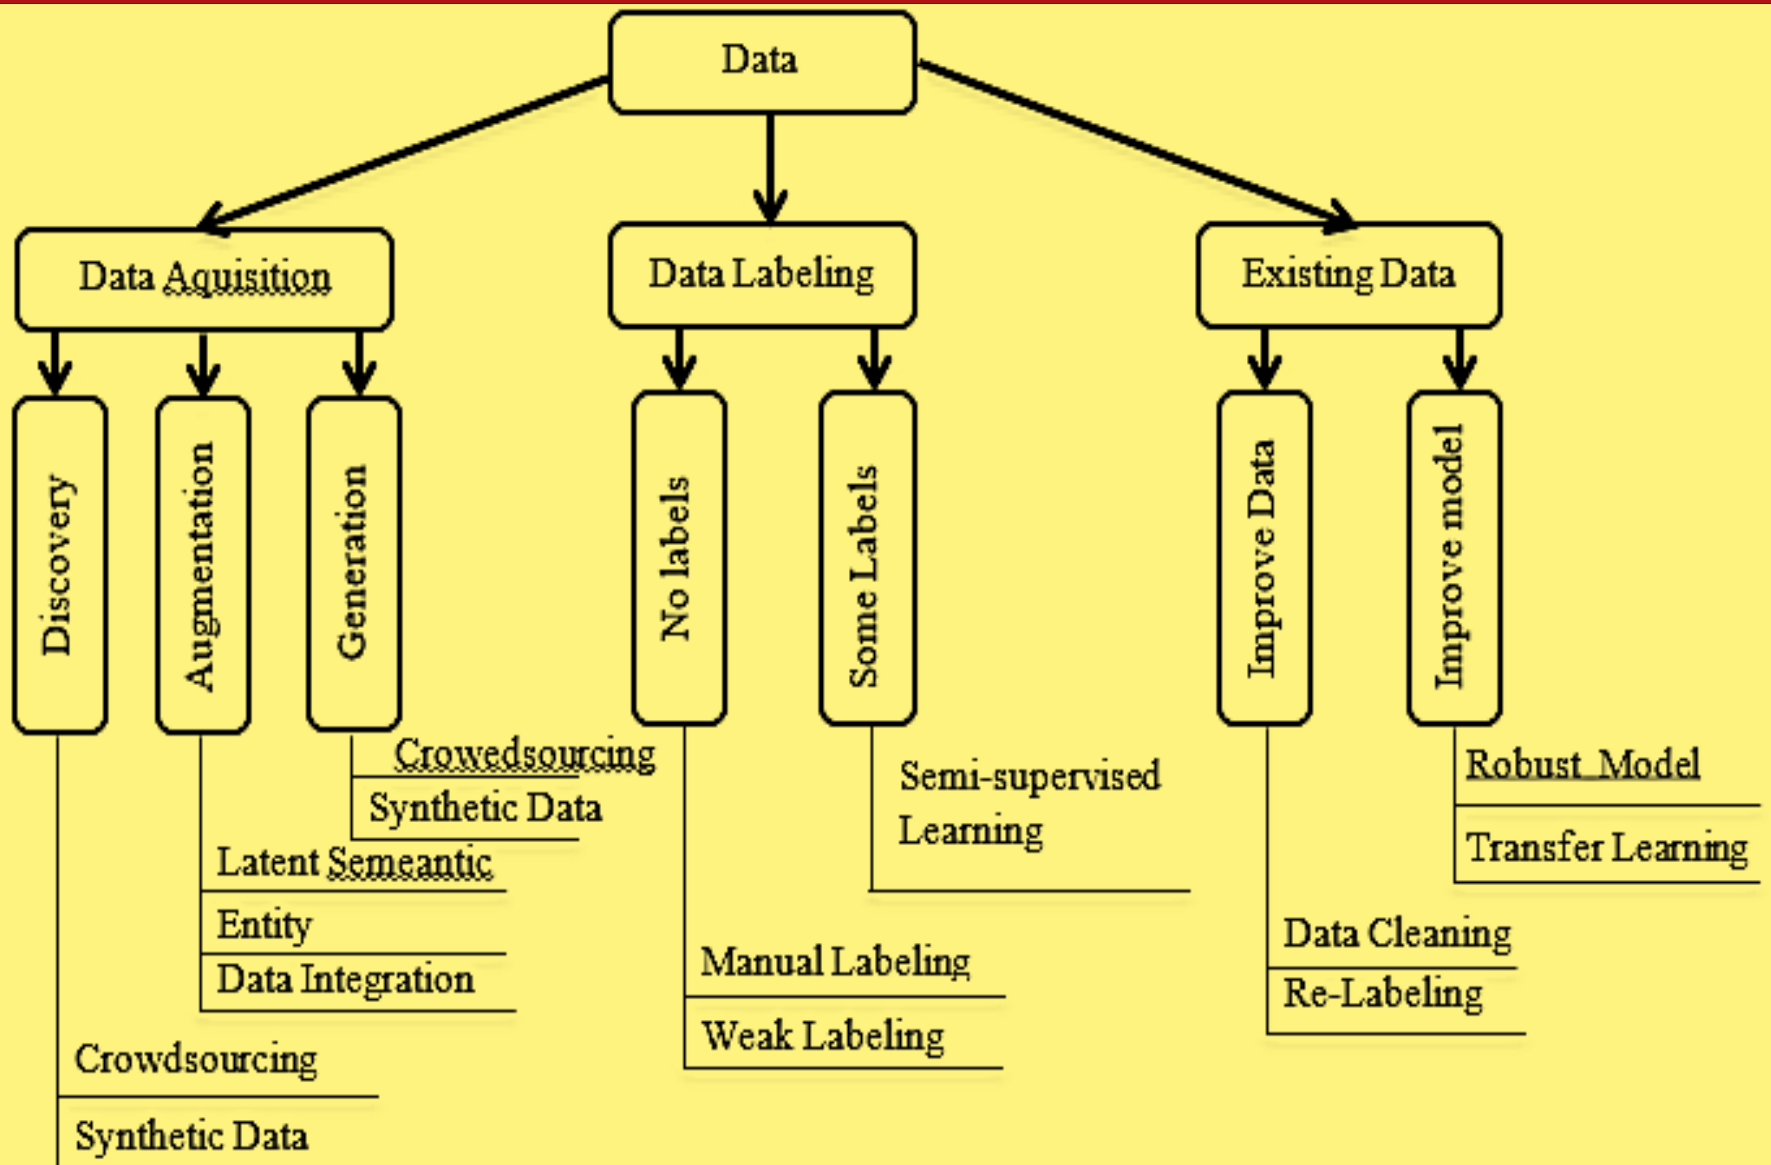 Data
Data Aquisition
Data Labeling
Existing Data
Discovery
Augmentation
Generation
No labels
Some Labels
Improve Data
Improve model
Crowedsourcing
Synthetic Data
Latent Semeantic
Entity
Data Integration
Crowdsourcing
Synthetic Data
Manual Labeling
Weak Labeling
Semi-supervised
Learning
Data Cleaning
Re-Labeling
Robust Model
Transfer Learning